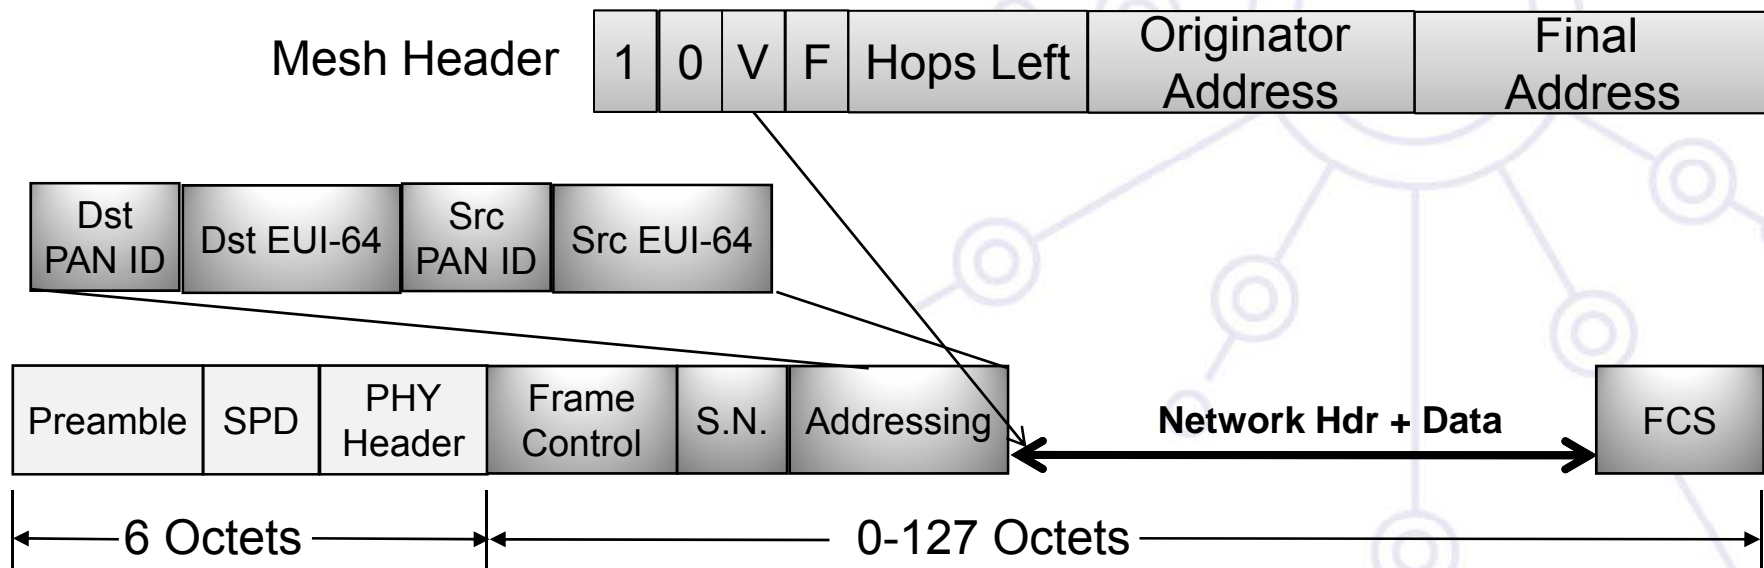 Mesh Header
1 0 V F Hops Left
Originator
Address
Final
Address
Dst
PAN ID
Dst EUI-64
Src
PAN ID
Src EUI-64
Preamble
SPD
PHY
Header
Frame
Control
S.N.
Addressing
Network Hdr + Data
FCS
6 Octets
0-127 Octets